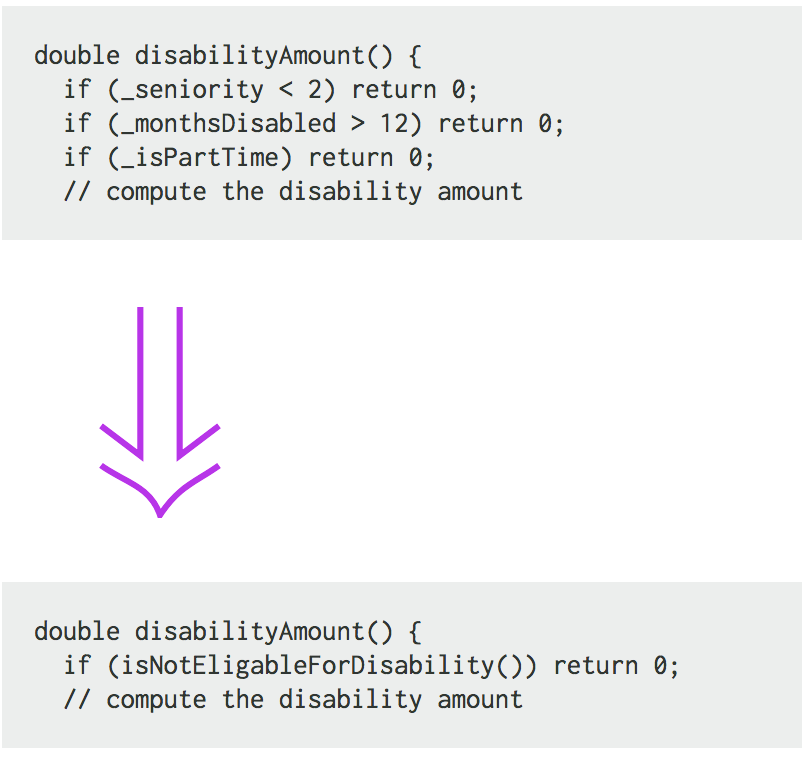 double disabilityAmount() {
  if (_seniority < 2) return 0;
  if (_monthsDisabled > 12) return 0;
  if (_isPartTime) return 0;
  // compute the disability amount
double disabilityAmount() {
  if (isNotEligableForDisability()) return 0;
  // compute the disability amount